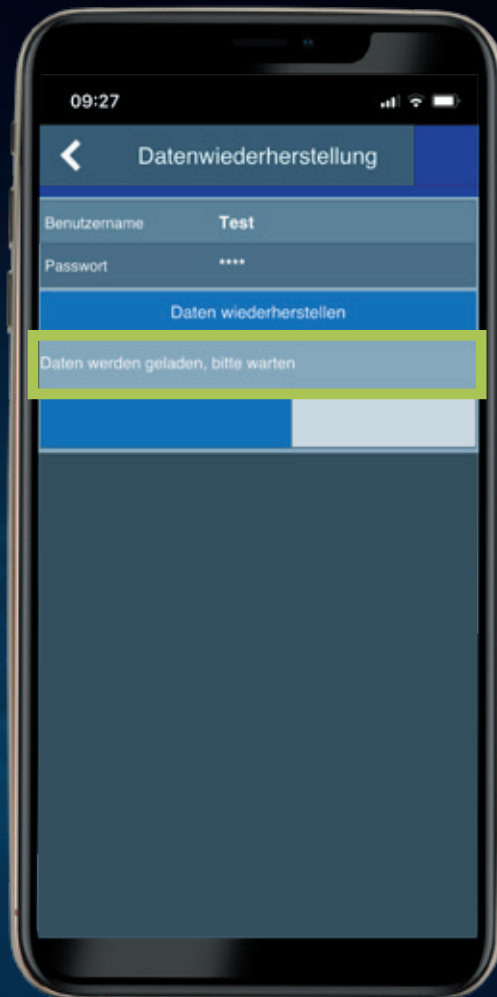 09:27
Datenwiederherstellung
Benutzername Test
Passwort ****
Daten wiederherstellen
Daten werden geladen, bitte warten